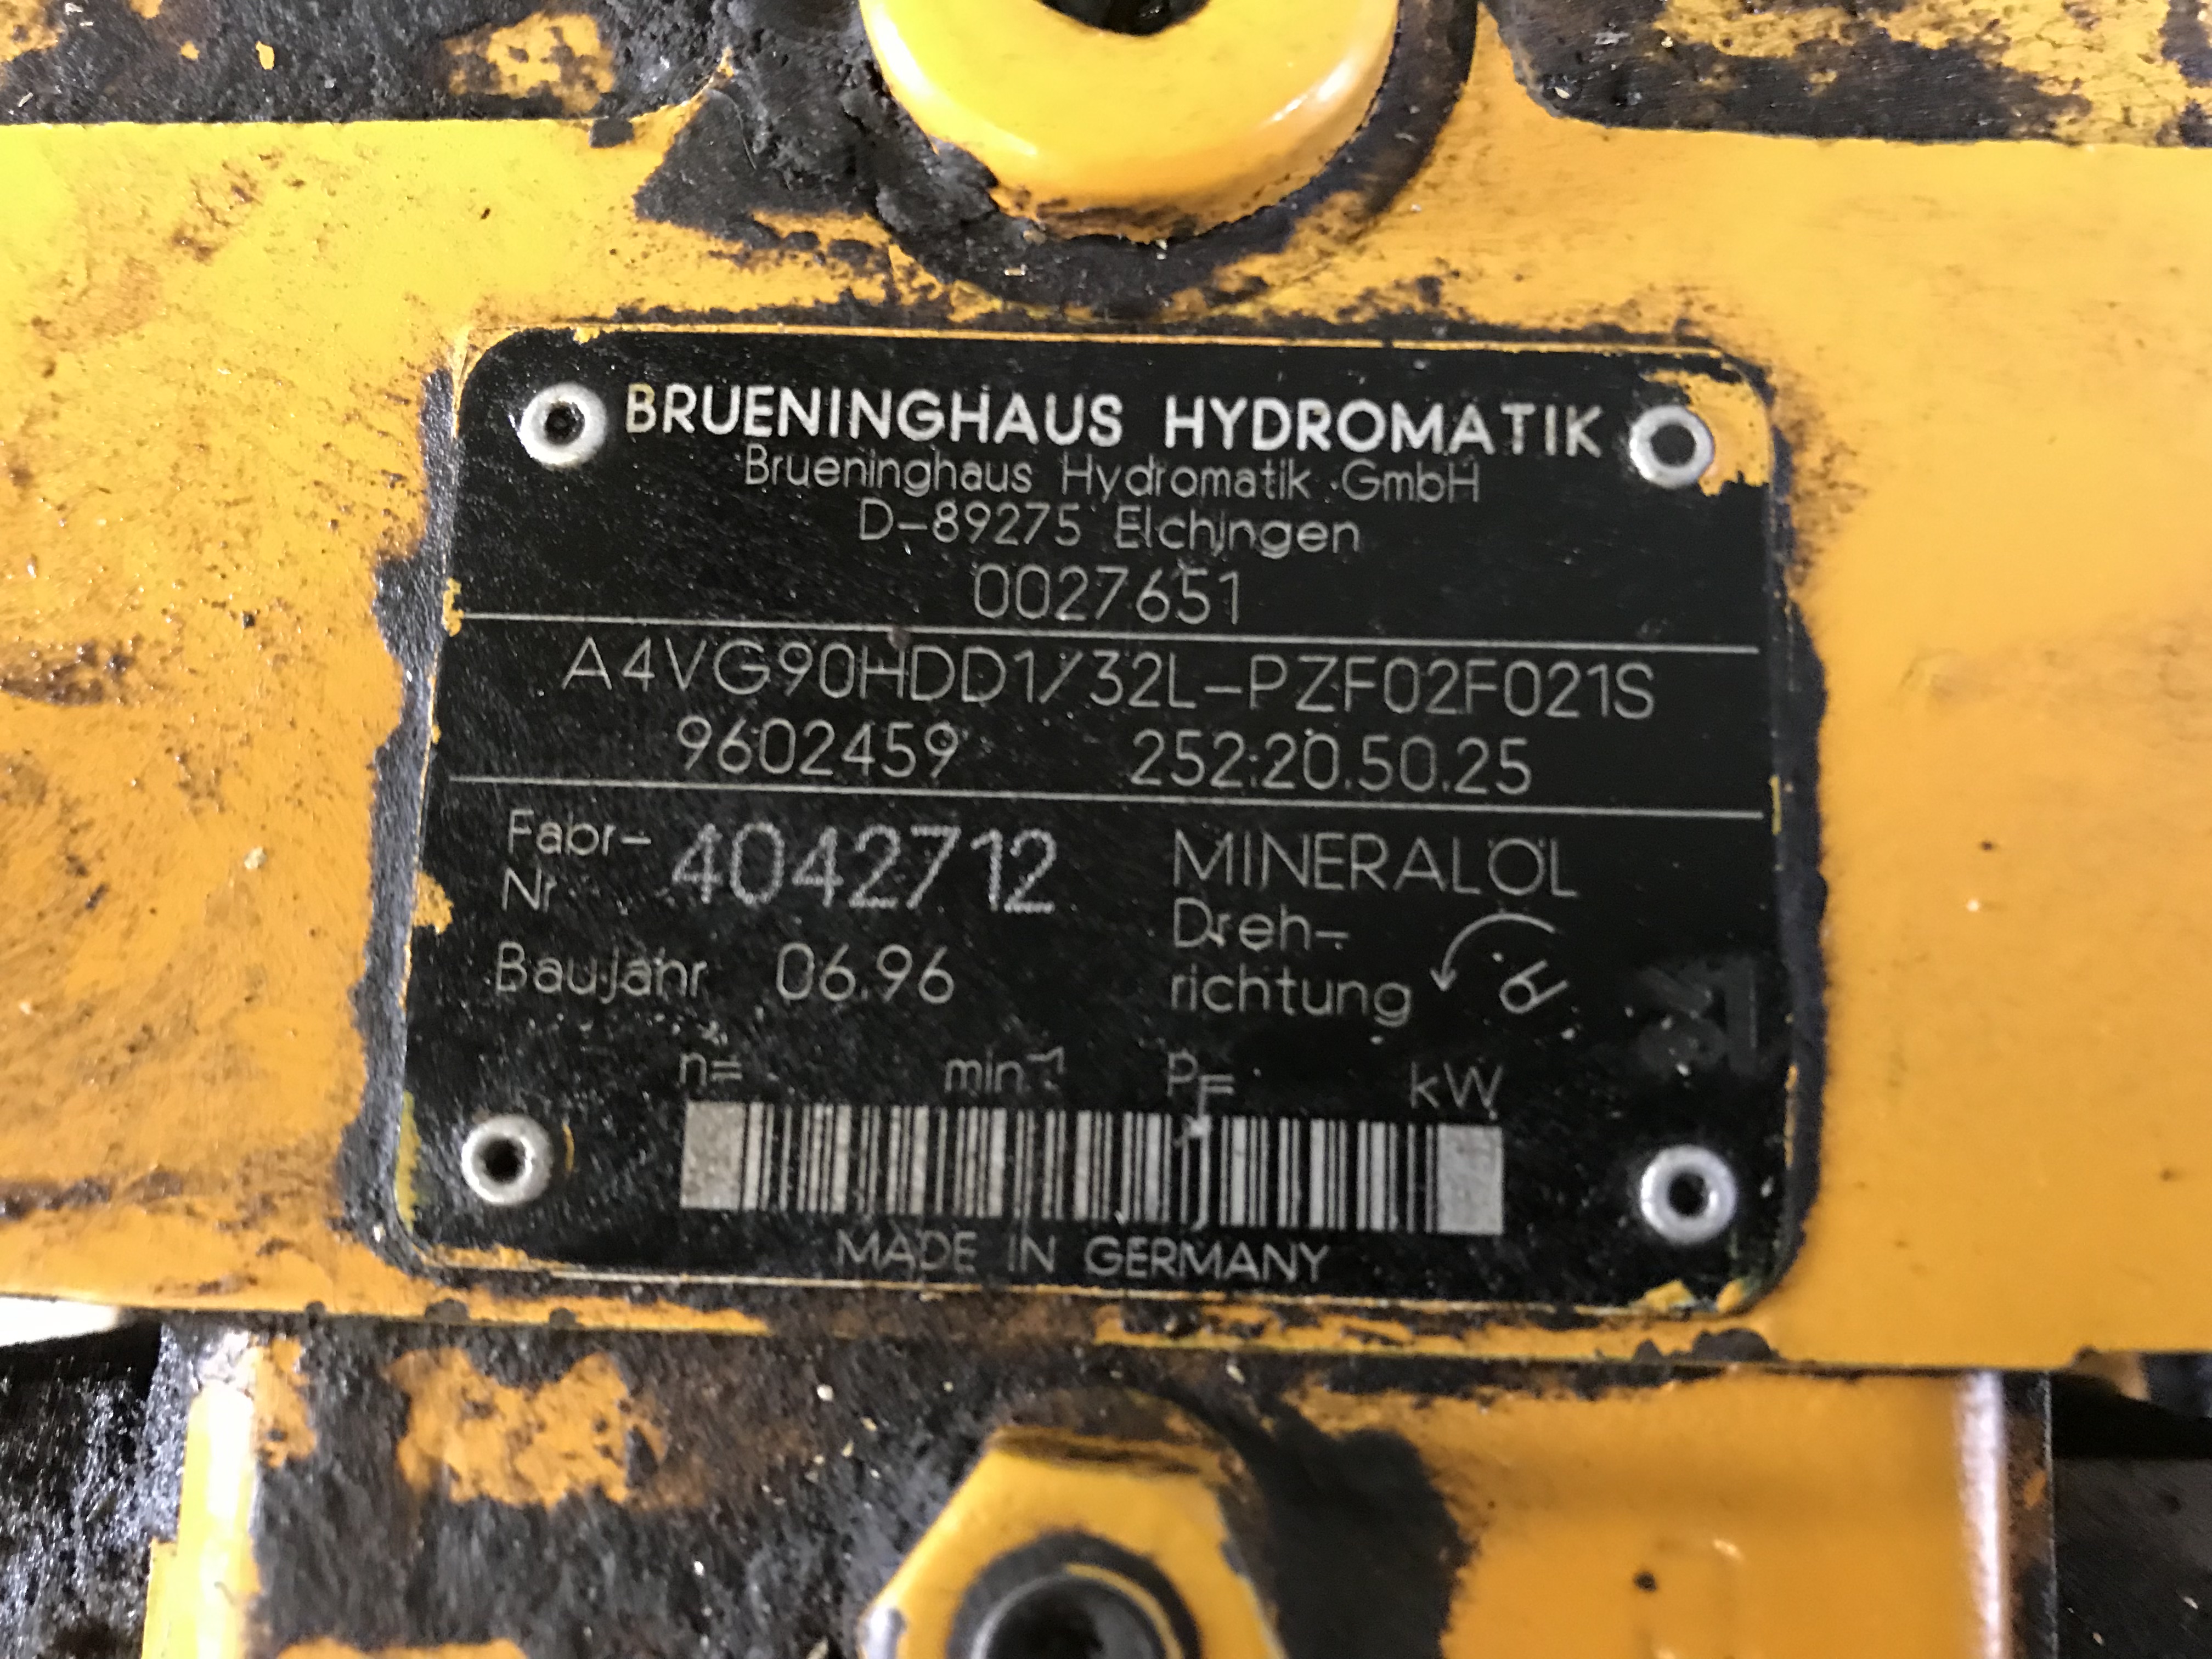 BRUENINGHAUS HYDROMATIK
Brueninghaus Hydromatik GmbH
D-89275 Elchingen
0027651
A4VG90HDD1/32L-PZF02F021S
9602459 252.20.50.25
Fabr-
Nr 4042712
MINERALÖL
Dreh-
richtung
Baujahr 06.96
n= min⁻¹ PF kW
MADE IN GERMANY